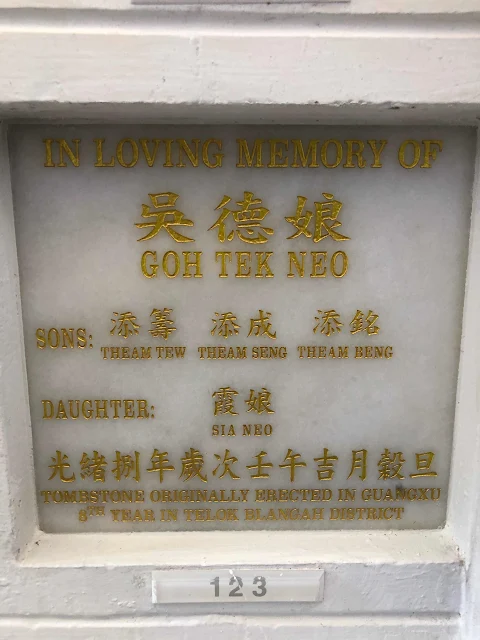 IN LOVING MEMORY OF
吳德娘
GOH TEK NEO
SONS: 添籌 添成 添銘
THEAM TEW THEAM SENG THEAM BENG
DAUGHTER: 霞娘
SIA NEO
光緒捌年歲次壬午吉月穀旦
TOMBSTONE ORIGINALLY ERECTED IN GUANGXU
8TH YEAR IN TELOK BLANGAH DISTRICT
123